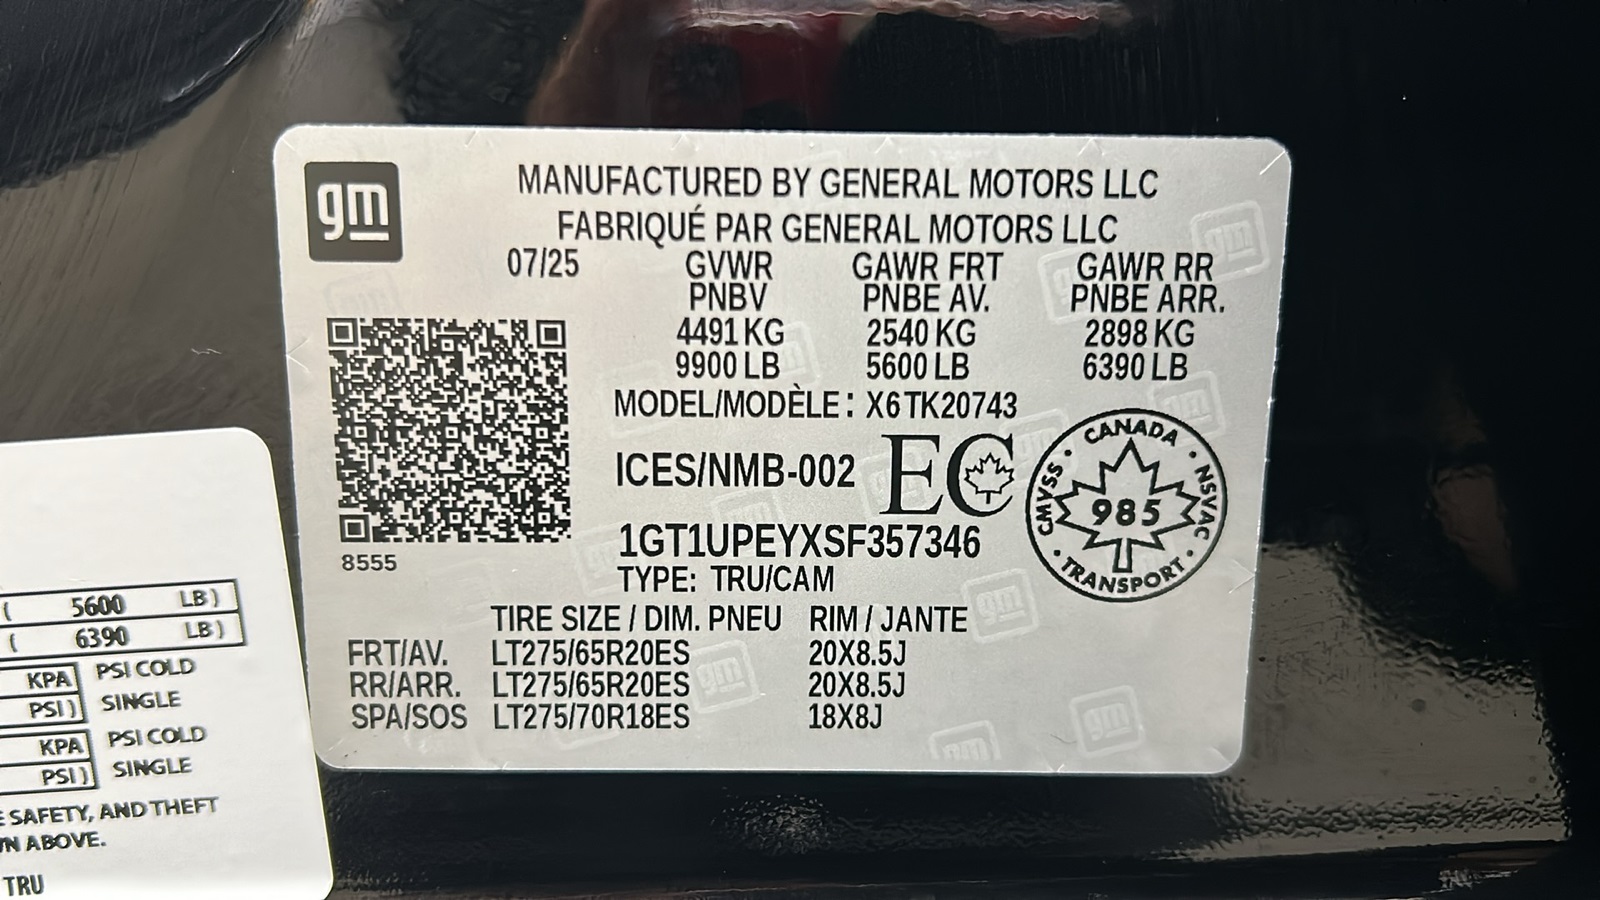 gm
MANUFACTURED BY GENERAL MOTORS LLC
FABRIQUÉ PAR GENERAL MOTORS LLC
07/25 GVWR GAWR FRT GAWR RR
PNBV PNBE AV. PNBE ARR.
4491 KG 2540 KG 2898 KG
9900 LB 5600 LB 6390 LB
MODEL/MODÈLE: X6 TK20743
ICES/NMB-002 EC
CANADA
CMVSS • 985 • NSVAC
TRANSPORT
1GT1UPEYXSF357346
8555
TYPE: TRU/CAM
TIRE SIZE / DIM. PNEU RIM / JANTE
FRT/AV. LT275/65R20ES 20X8.5J
RR/ARR. LT275/65R20ES 20X8.5J
SPA/SOS LT275/70R18ES 18X8J
( 5600 LB)
( 6390 LB)
KPA PSI COLD
PSI) SINGLE
KPA PSI COLD
PSI) SINGLE
SAFETY, AND THEFT
ABOVE.
TRU